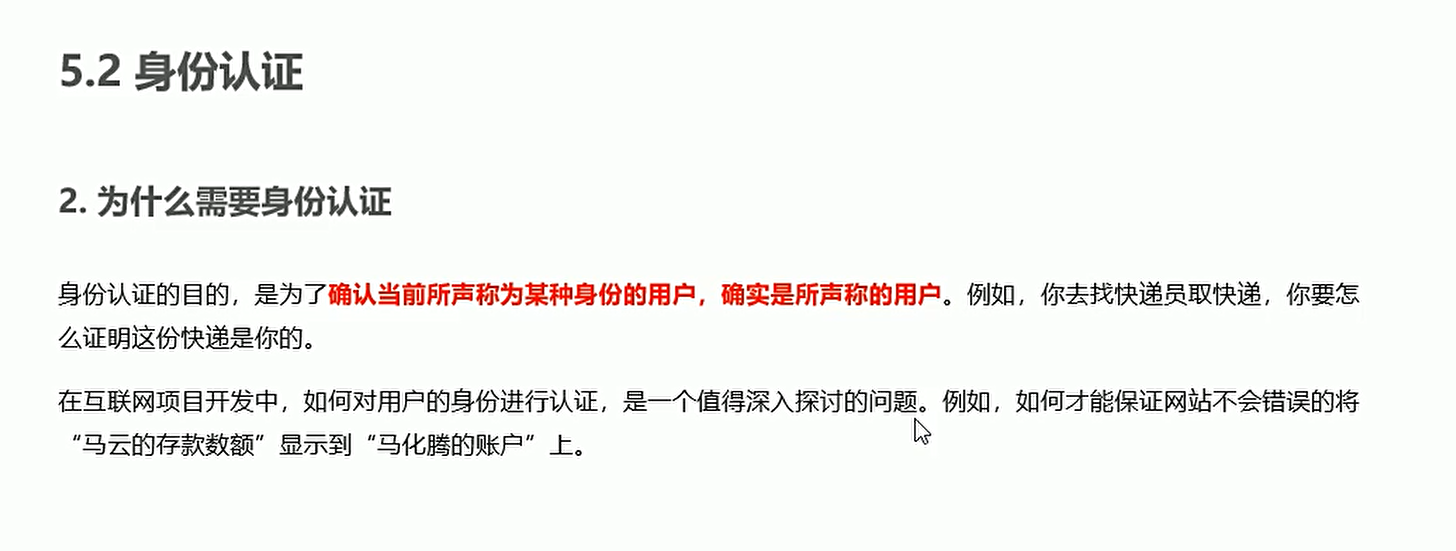 5.2 身份认证
2. 为什么需要身份认证
身份认证的目的，是为了确认当前所声称为某种身份的用户，确实是所声称的用户。例如，你去找快递员取快递，你要怎
么证明这份快递是你的。
在互联网项目开发中，如何对用户的身份进行认证，是一个值得深入探讨的问题。例如，如何才能保证网站不会错误的将
“马云的存款数额”显示到“马化腾的账户”上。